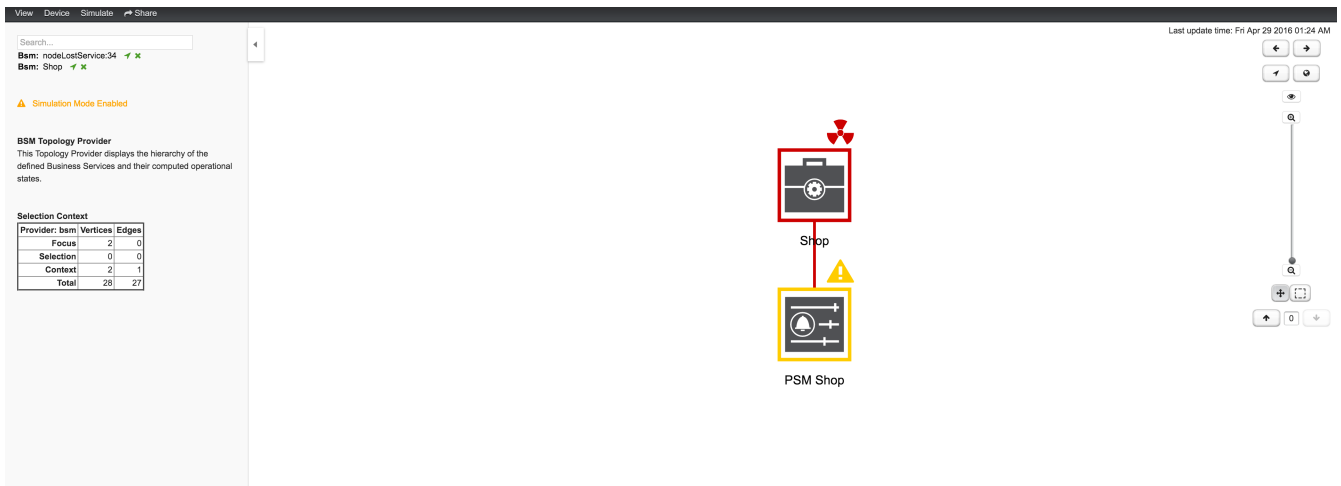 View Device Simulate Share
Last update time: Fri Apr 29 2016 01:24 AM
Search...
Bsm: nodeLostService:34
Bsm: Shop
Simulation Mode Enabled
BSM Topology Provider
This Topology Provider displays the hierarchy of the
defined Business Services and their computed operational
states.
Selection Context
Provider: bsm Vertices Edges
Focus 2 0
Selection 0 0
Context 2 1
Total 28 27
Shop
PSM Shop
0